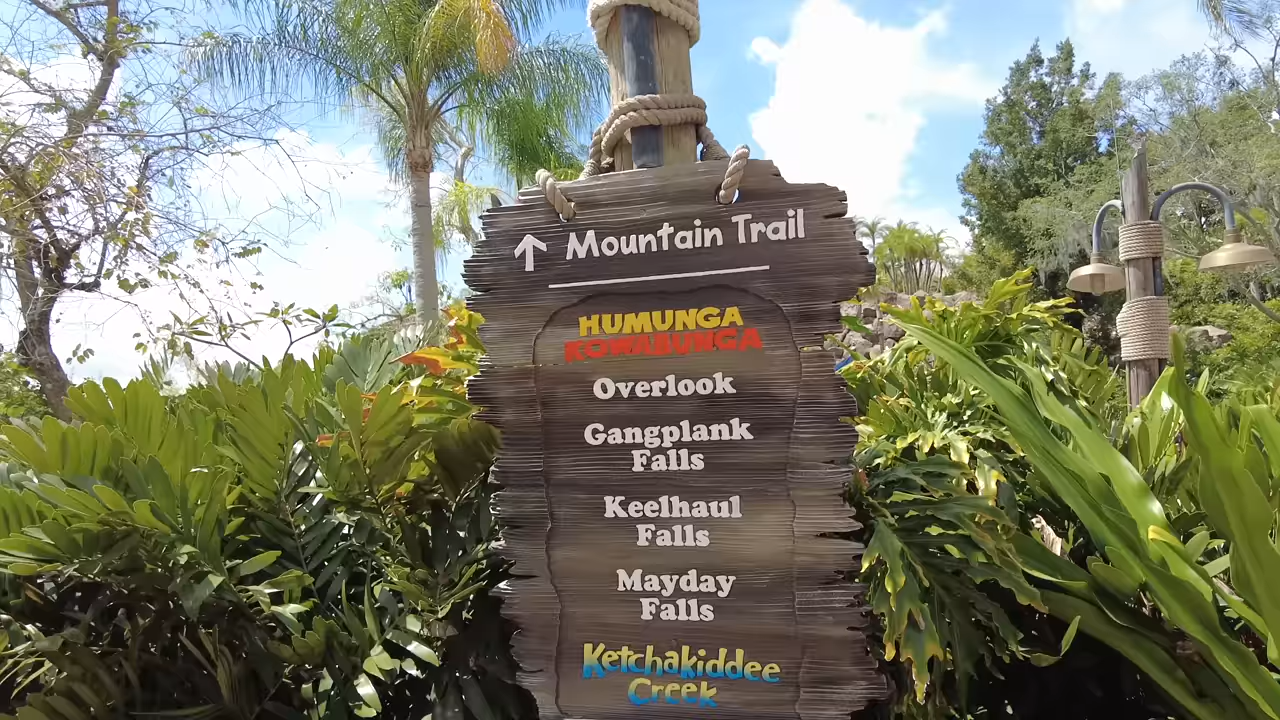 ↑ Mountain Trail
HUMUNGA
KOWABUNGA
Overlook
Gangplank
Falls
Keelhaul
Falls
Mayday
Falls
Ketchakiddee
Creek